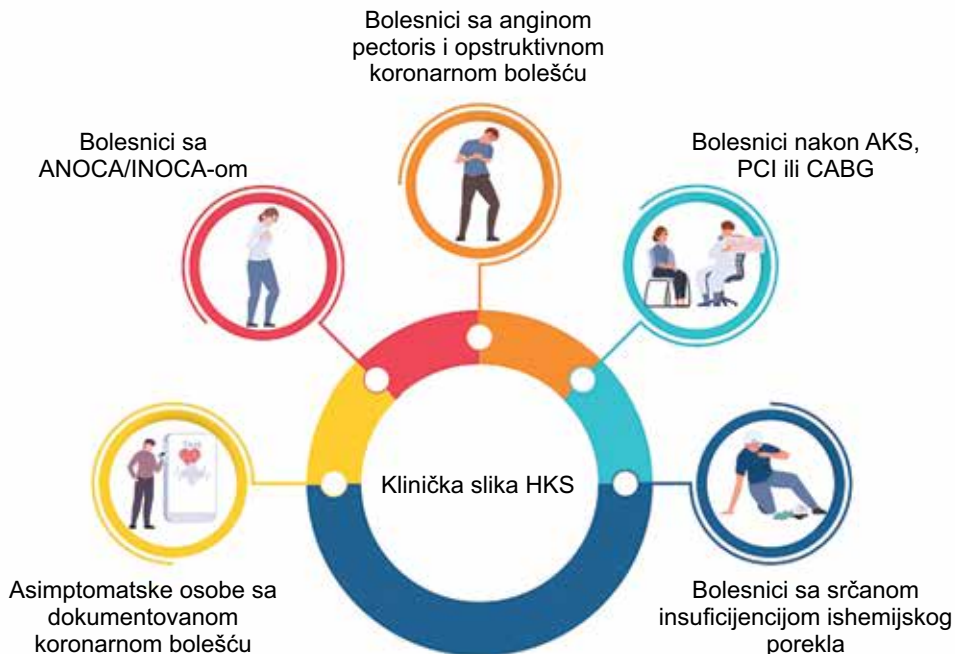 Bolesnici sa anginom
pectoris i opstruktivnom
koronarnom bolešću
Bolesnici sa
ANOCA/INOCA-om
Bolesnici nakon AKS,
PCI ili CABG
Klinička slika HKS
Asimptomatske osobe sa
dokumentovanom
koronarnom bolešću
Bolesnici sa srčanom
insuficijencijom ishemijskog
porekla